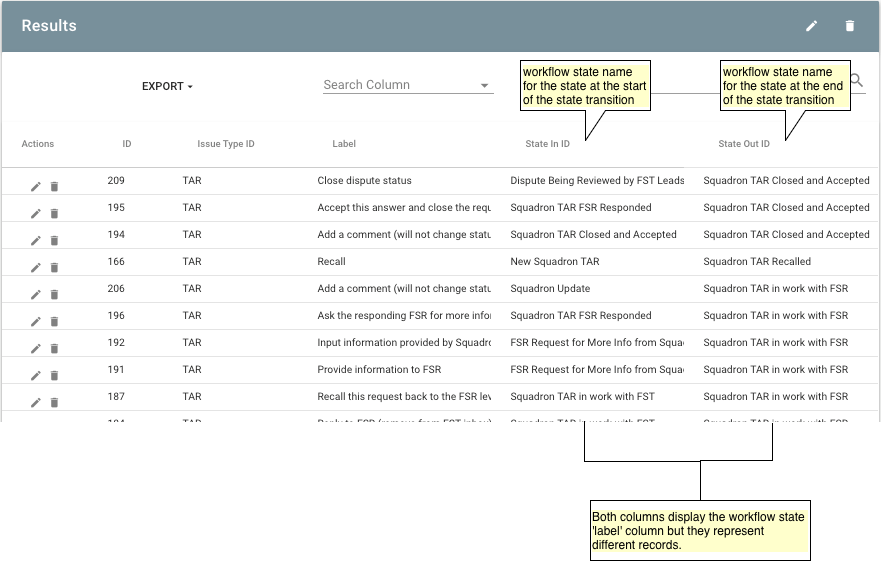 Results
EXPORT
Search Column
workflow state name
for the state at the start
of the state transition
workflow state name
for the state at the end
of the state transition
Actions ID Issue Type ID Label State In ID State Out ID
209 TAR Close dispute status Dispute Being Reviewed by FST Leads Squadron TAR Closed and Accepted
195 TAR Accept this answer and close the requ Squadron TAR FSR Responded Squadron TAR Closed and Accepted
194 TAR Add a comment (will not change statu Squadron TAR Closed and Accepted Squadron TAR Closed and Accepted
166 TAR Recall New Squadron TAR Squadron TAR Recalled
206 TAR Add a comment (will not change statu Squadron Update Squadron TAR in work with FSR
196 TAR Ask the responding FSR for more infor Squadron TAR FSR Responded Squadron TAR in work with FSR
192 TAR Input information provided by Squadro FSR Request for More Info from Squa Squadron TAR in work with FSR
191 TAR Provide information to FSR FSR Request for More Info from Squa Squadron TAR in work with FSR
187 TAR Recall this request back to the FSR lev Squadron TAR in work with FST Squadron TAR in work with FSR
Both columns display the workflow state
'label' column but they represent
different records.